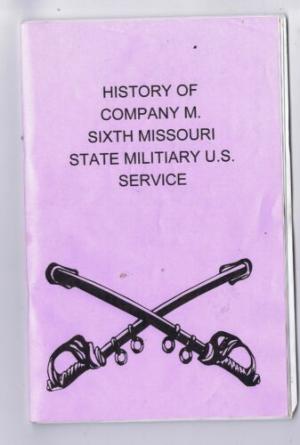 HISTORY OF
COMPANY M.
SIXTH MISSOURI
STATE MILITIARY U.S.
SERVICE